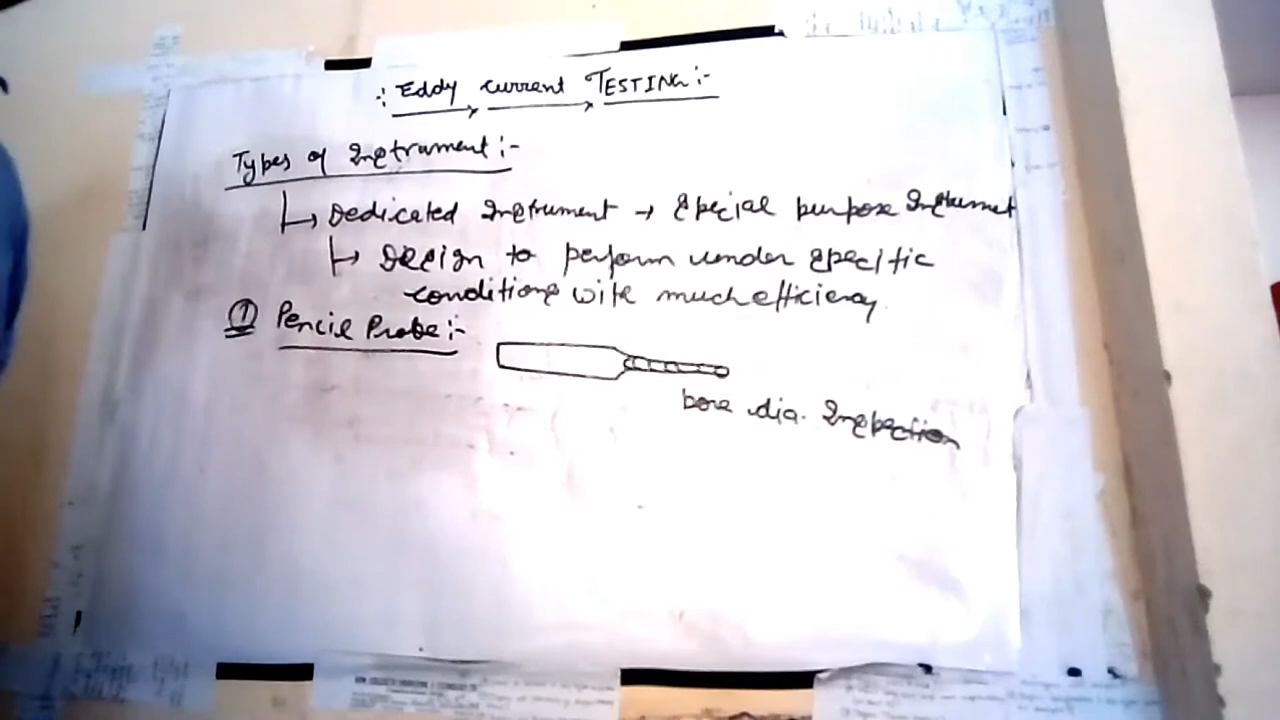 :- Eddy current TESTING:-
Types of Instrument:-
Dedicated Instrument → special purpose Instrument
Design to perform under specific
conditions with much efficiency.
① Pencil Probe:-
bore dia. Inspection